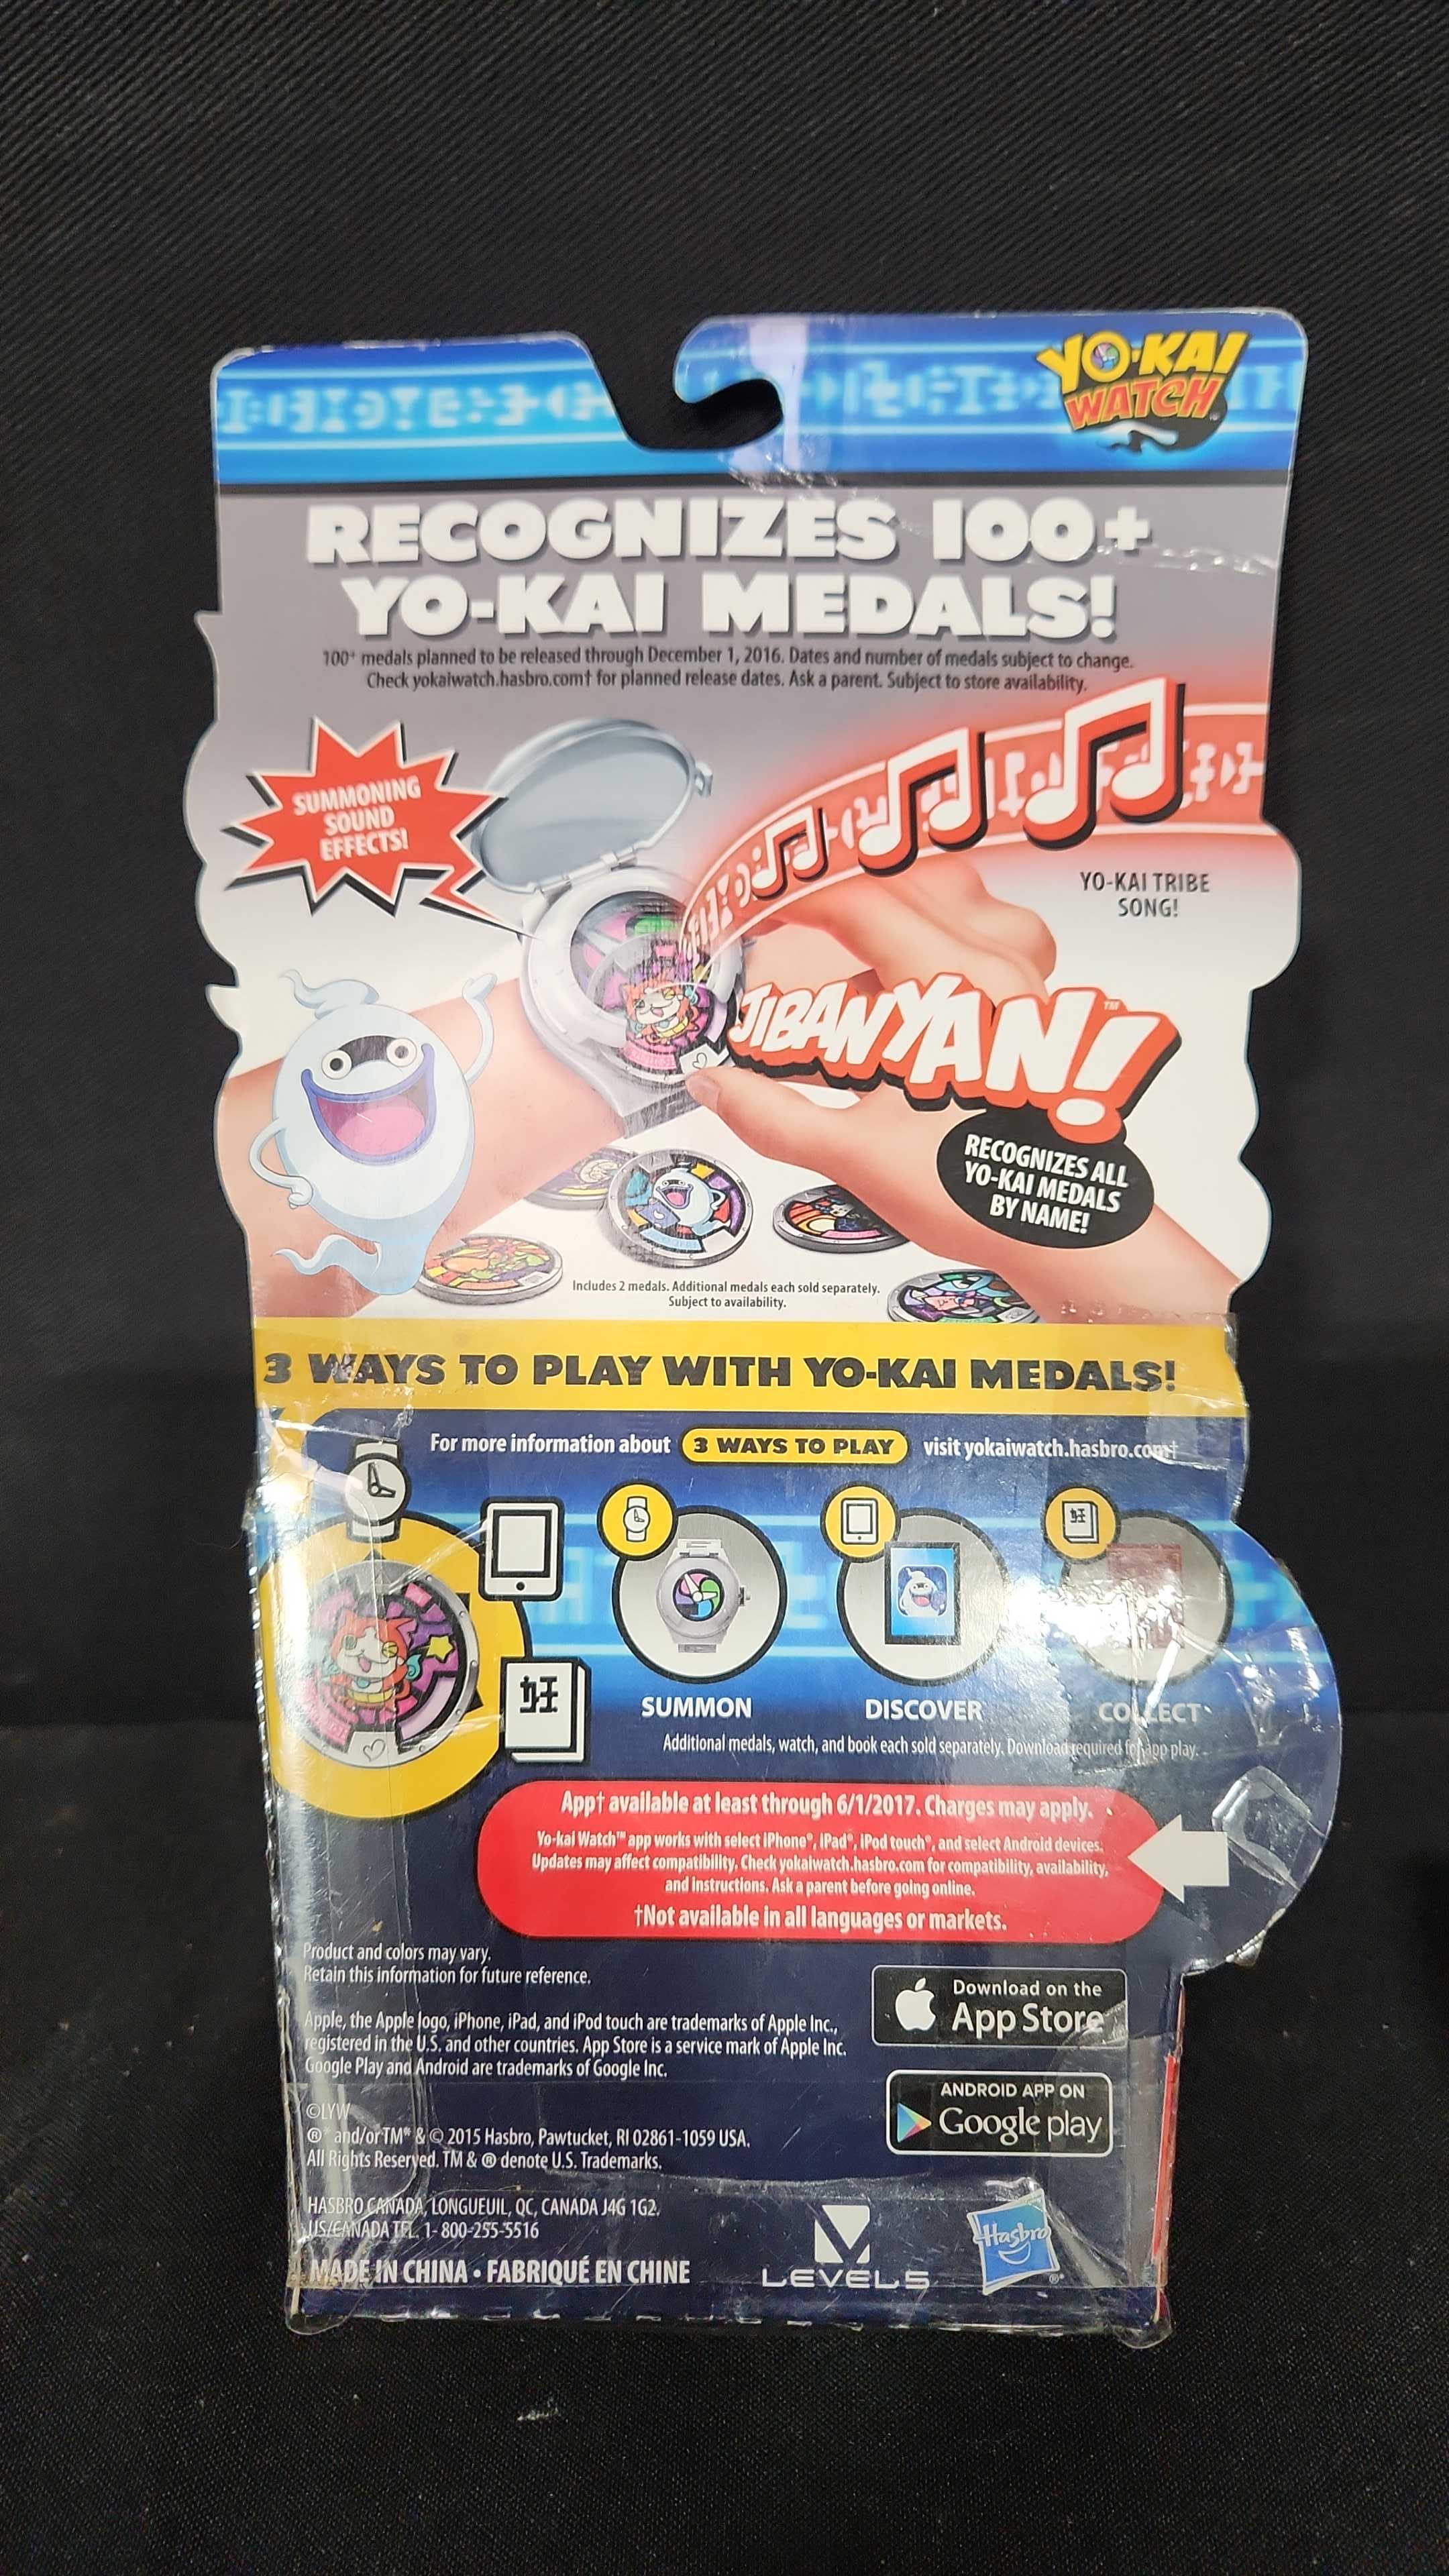 YO-KAI
WATCH
RECOGNIZES 100+
YO-KAI MEDALS!
100+ medals planned to be released through December 1, 2016. Dates and number of medals subject to change.
Check yokaiwatch.hasbro.com† for planned release dates. Ask a parent. Subject to store availability.
SUMMONING
SOUND
EFFECTS!
YO-KAI TRIBE
SONG!
JIBANYAN!™
RECOGNIZES ALL
YO-KAI MEDALS
BY NAME!
Includes 2 medals. Additional medals each sold separately.
Subject to availability.
3 WAYS TO PLAY WITH YO-KAI MEDALS!
For more information about 3 WAYS TO PLAY visit yokaiwatch.hasbro.com†
SUMMON
DISCOVER
COLLECT
Additional medals, watch, and book each sold separately. Download required for app play.
App† available at least through 6/1/2017. Charges may apply.
Yo-kai Watch™ app works with select iPhone®, iPad®, iPod touch®, and select Android devices.
Updates may affect compatibility. Check yokaiwatch.hasbro.com for compatibility, availability,
and instructions. Ask a parent before going online.
†Not available in all languages or markets.
Product and colors may vary.
Retain this information for future reference.
Apple, the Apple logo, iPhone, iPad, and iPod touch are trademarks of Apple Inc.,
registered in the U.S. and other countries. App Store is a service mark of Apple Inc.
Google Play and Android are trademarks of Google Inc.
Download on the
App Store
ANDROID APP ON
Google play
©LYW
®* and/or TM* & © 2015 Hasbro, Pawtucket, RI 02861-1059 USA.
All Rights Reserved. TM & ® denote U.S. Trademarks.
HASBRO CANADA, LONGUEUIL, QC, CANADA J4G 1G2.
US/CANADA TEL. 1-800-255-5516
MADE IN CHINA • FABRIQUÉ EN CHINE
LEVEL5
Hasbro®